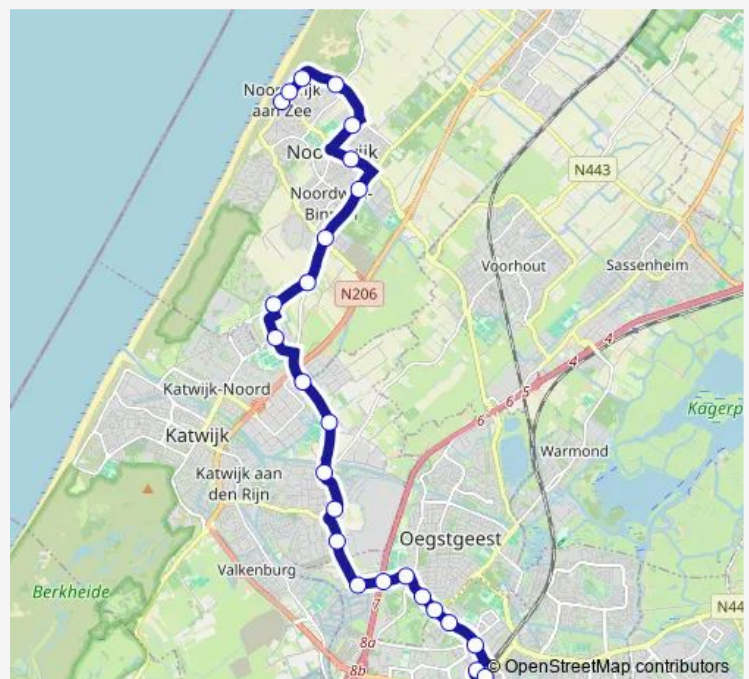 Noordwijk
aan Zee
Noordwijk
N443
Noordwijk-
Binnen
Voorhout
Sassenheim
N206
4
4
5
6
6
Katwijk-Noord
Katwijk
Warmond
Katwijk aan
den Rijn
Oegstgeest
Valkenburg
Berkheide
7
N44
8a
8b
© OpenStreetMap contributors